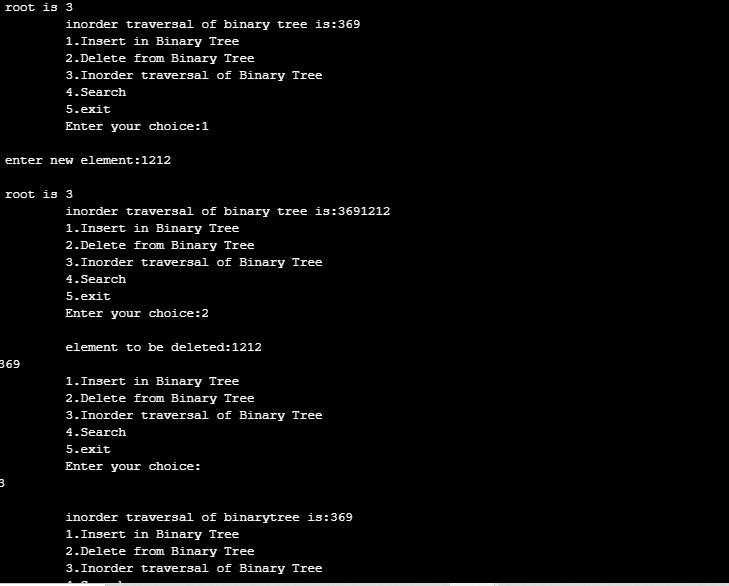 root is 3
inorder traversal of binary tree is:369
1.Insert in Binary Tree
2.Delete from Binary Tree
3.Inorder traversal of Binary Tree
4.Search
5.exit
Enter your choice:1
enter new element:1212
root is 3
inorder traversal of binary tree is:3691212
1.Insert in Binary Tree
2.Delete from Binary Tree
3.Inorder traversal of Binary Tree
4.Search
5.exit
Enter your choice:2
element to be deleted:1212
369
1.Insert in Binary Tree
2.Delete from Binary Tree
3.Inorder traversal of Binary Tree
4.Search
5.exit
Enter your choice:
3
inorder traversal of binarytree is:369
1.Insert in Binary Tree
2.Delete from Binary Tree
3.Inorder traversal of Binary Tree